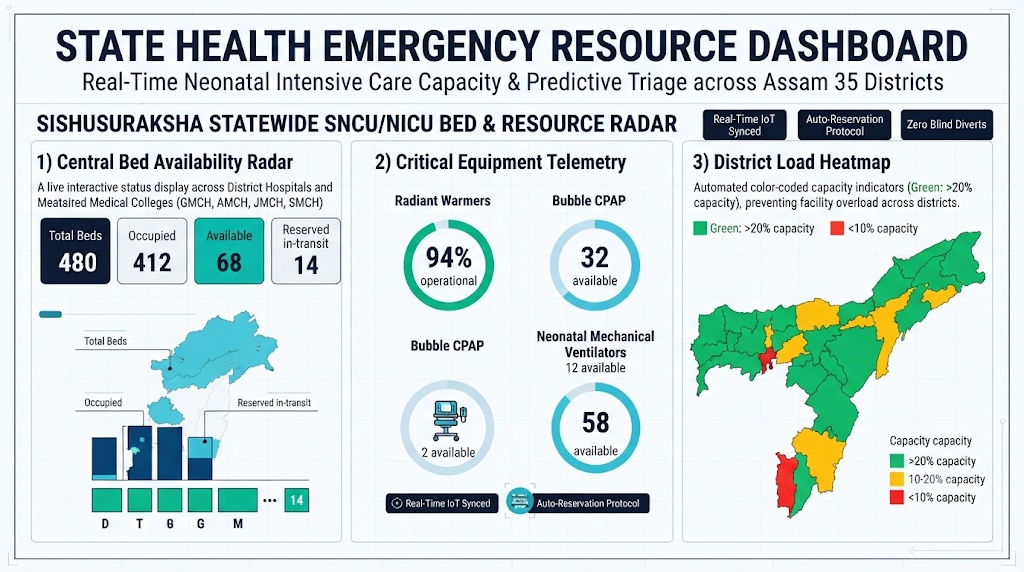 STATE HEALTH EMERGENCY RESOURCE DASHBOARD
Real-Time Neonatal Intensive Care Capacity & Predictive Triage across Assam 35 Districts
SISHUSURAKSHA STATEWIDE SNCU/NICU BED & RESOURCE RADAR
Real-Time IoT
Synced
Auto-Reservation
Protocol
Zero Blind Diverts
1) Central Bed Availability Radar
A live interactive status display across District Hospitals and
Meataired Medical Colleges (GMCH, AMCH, JMCH, SMCH)
Total Beds
480
Occupied
412
Available
68
Reserved
in-transit
14
Total Beds
Occupied
Reserved in-transit
... 14
D T G G M
2) Critical Equipment Telemetry
Radiant Warmers
94%
operational
Bubble CPAP
32
available
Bubble CPAP
2 available
Neonatal Mechanical
Ventilators
12 available
58
available
Real-Time IoT Synced
Auto-Reservation Protocol
3) District Load Heatmap
Automated color-coded capacity indicators (Green: >20%
capacity), preventing facility overload across districts.
Green: >20% capacity
<10% capacity
Capacity capacity
>20% capacity
10-20% capacity
<10% capacity